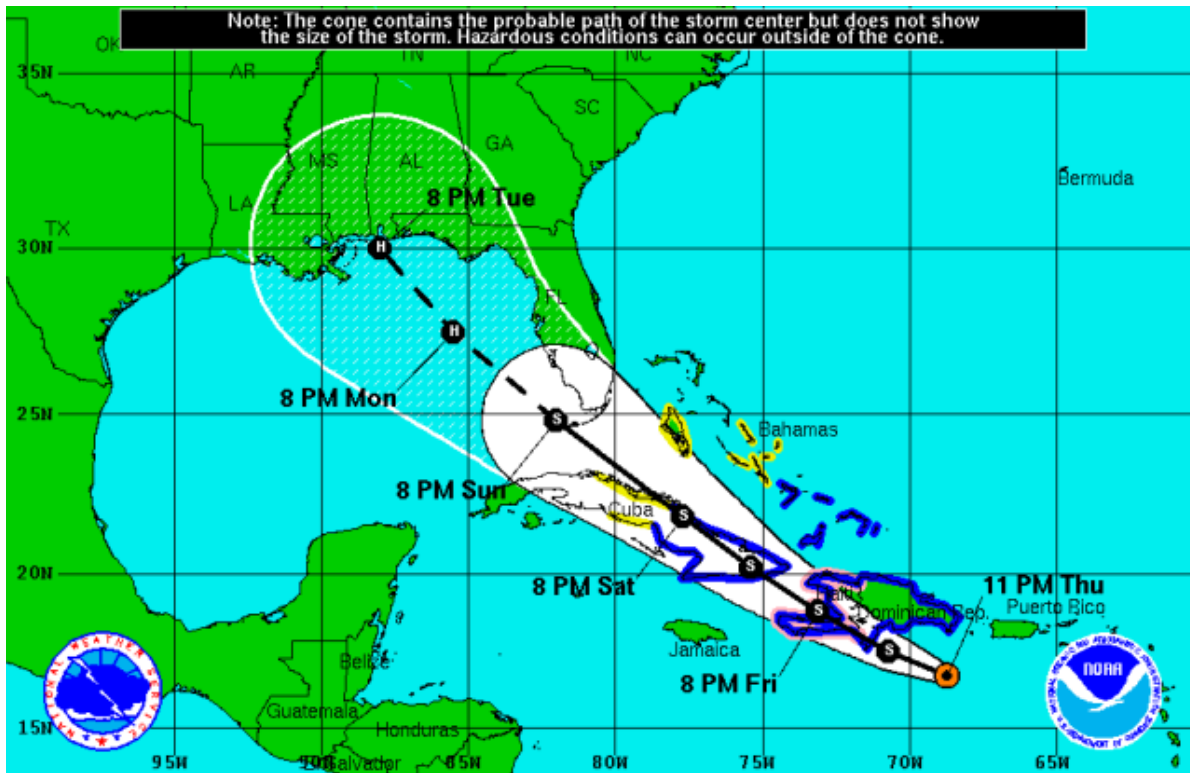 Note: The cone contains the probable path of the storm center but does not show
the size of the storm. Hazardous conditions can occur outside of the cone.
OK
TN
NC
35N
AR
SC
MS
AL
GA
LA
8 PM Tue
Bermuda
TX
30N
H
FL
H
8 PM Mon
25N
S
Bahamas
8 PM Sun
Cuba
S
20N
8 PM Sat
S
11 PM Thu
Haiti
S
Dominican Rep.
Puerto Rico
Jamaica
S
NOAA
Belize
8 PM Fri
NATIONAL WEATHER SERVICE
Guatemala
15N
Honduras
El Salvador
95W
90W
85W
80W
75W
70W
65W